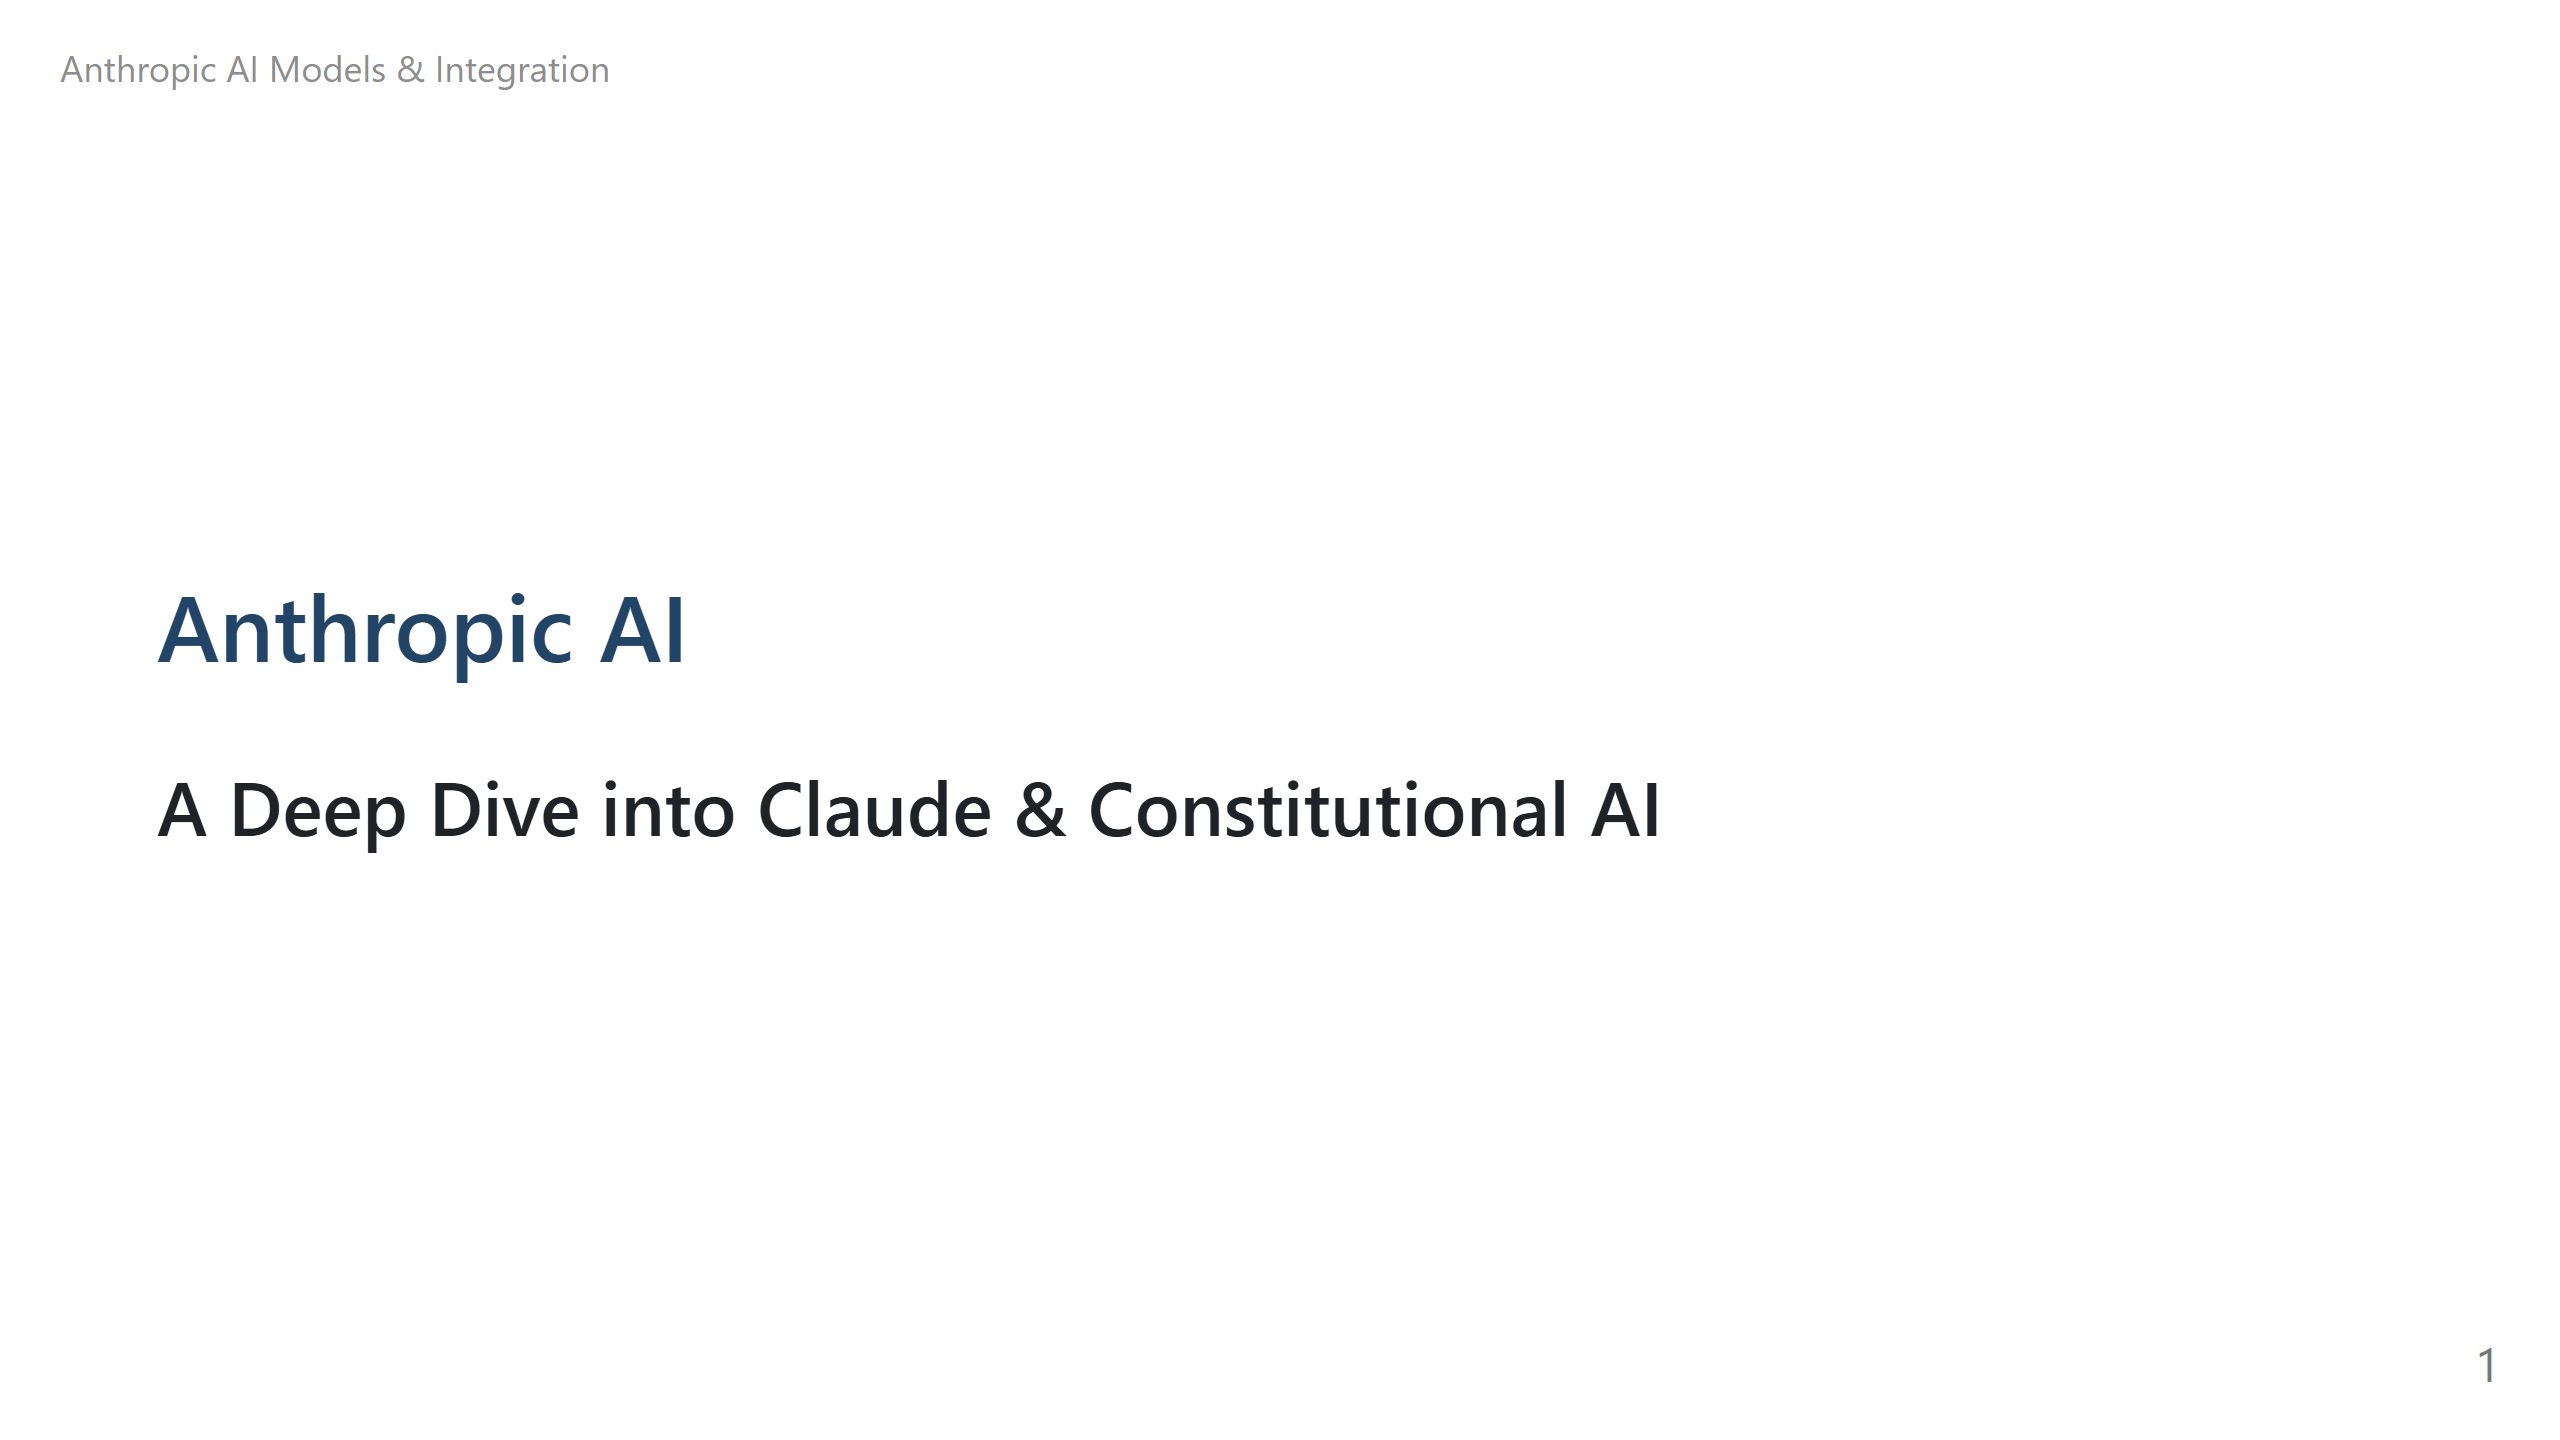 Anthropic AI Models & Integration
Anthropic AI
A Deep Dive into Claude & Constitutional AI
1